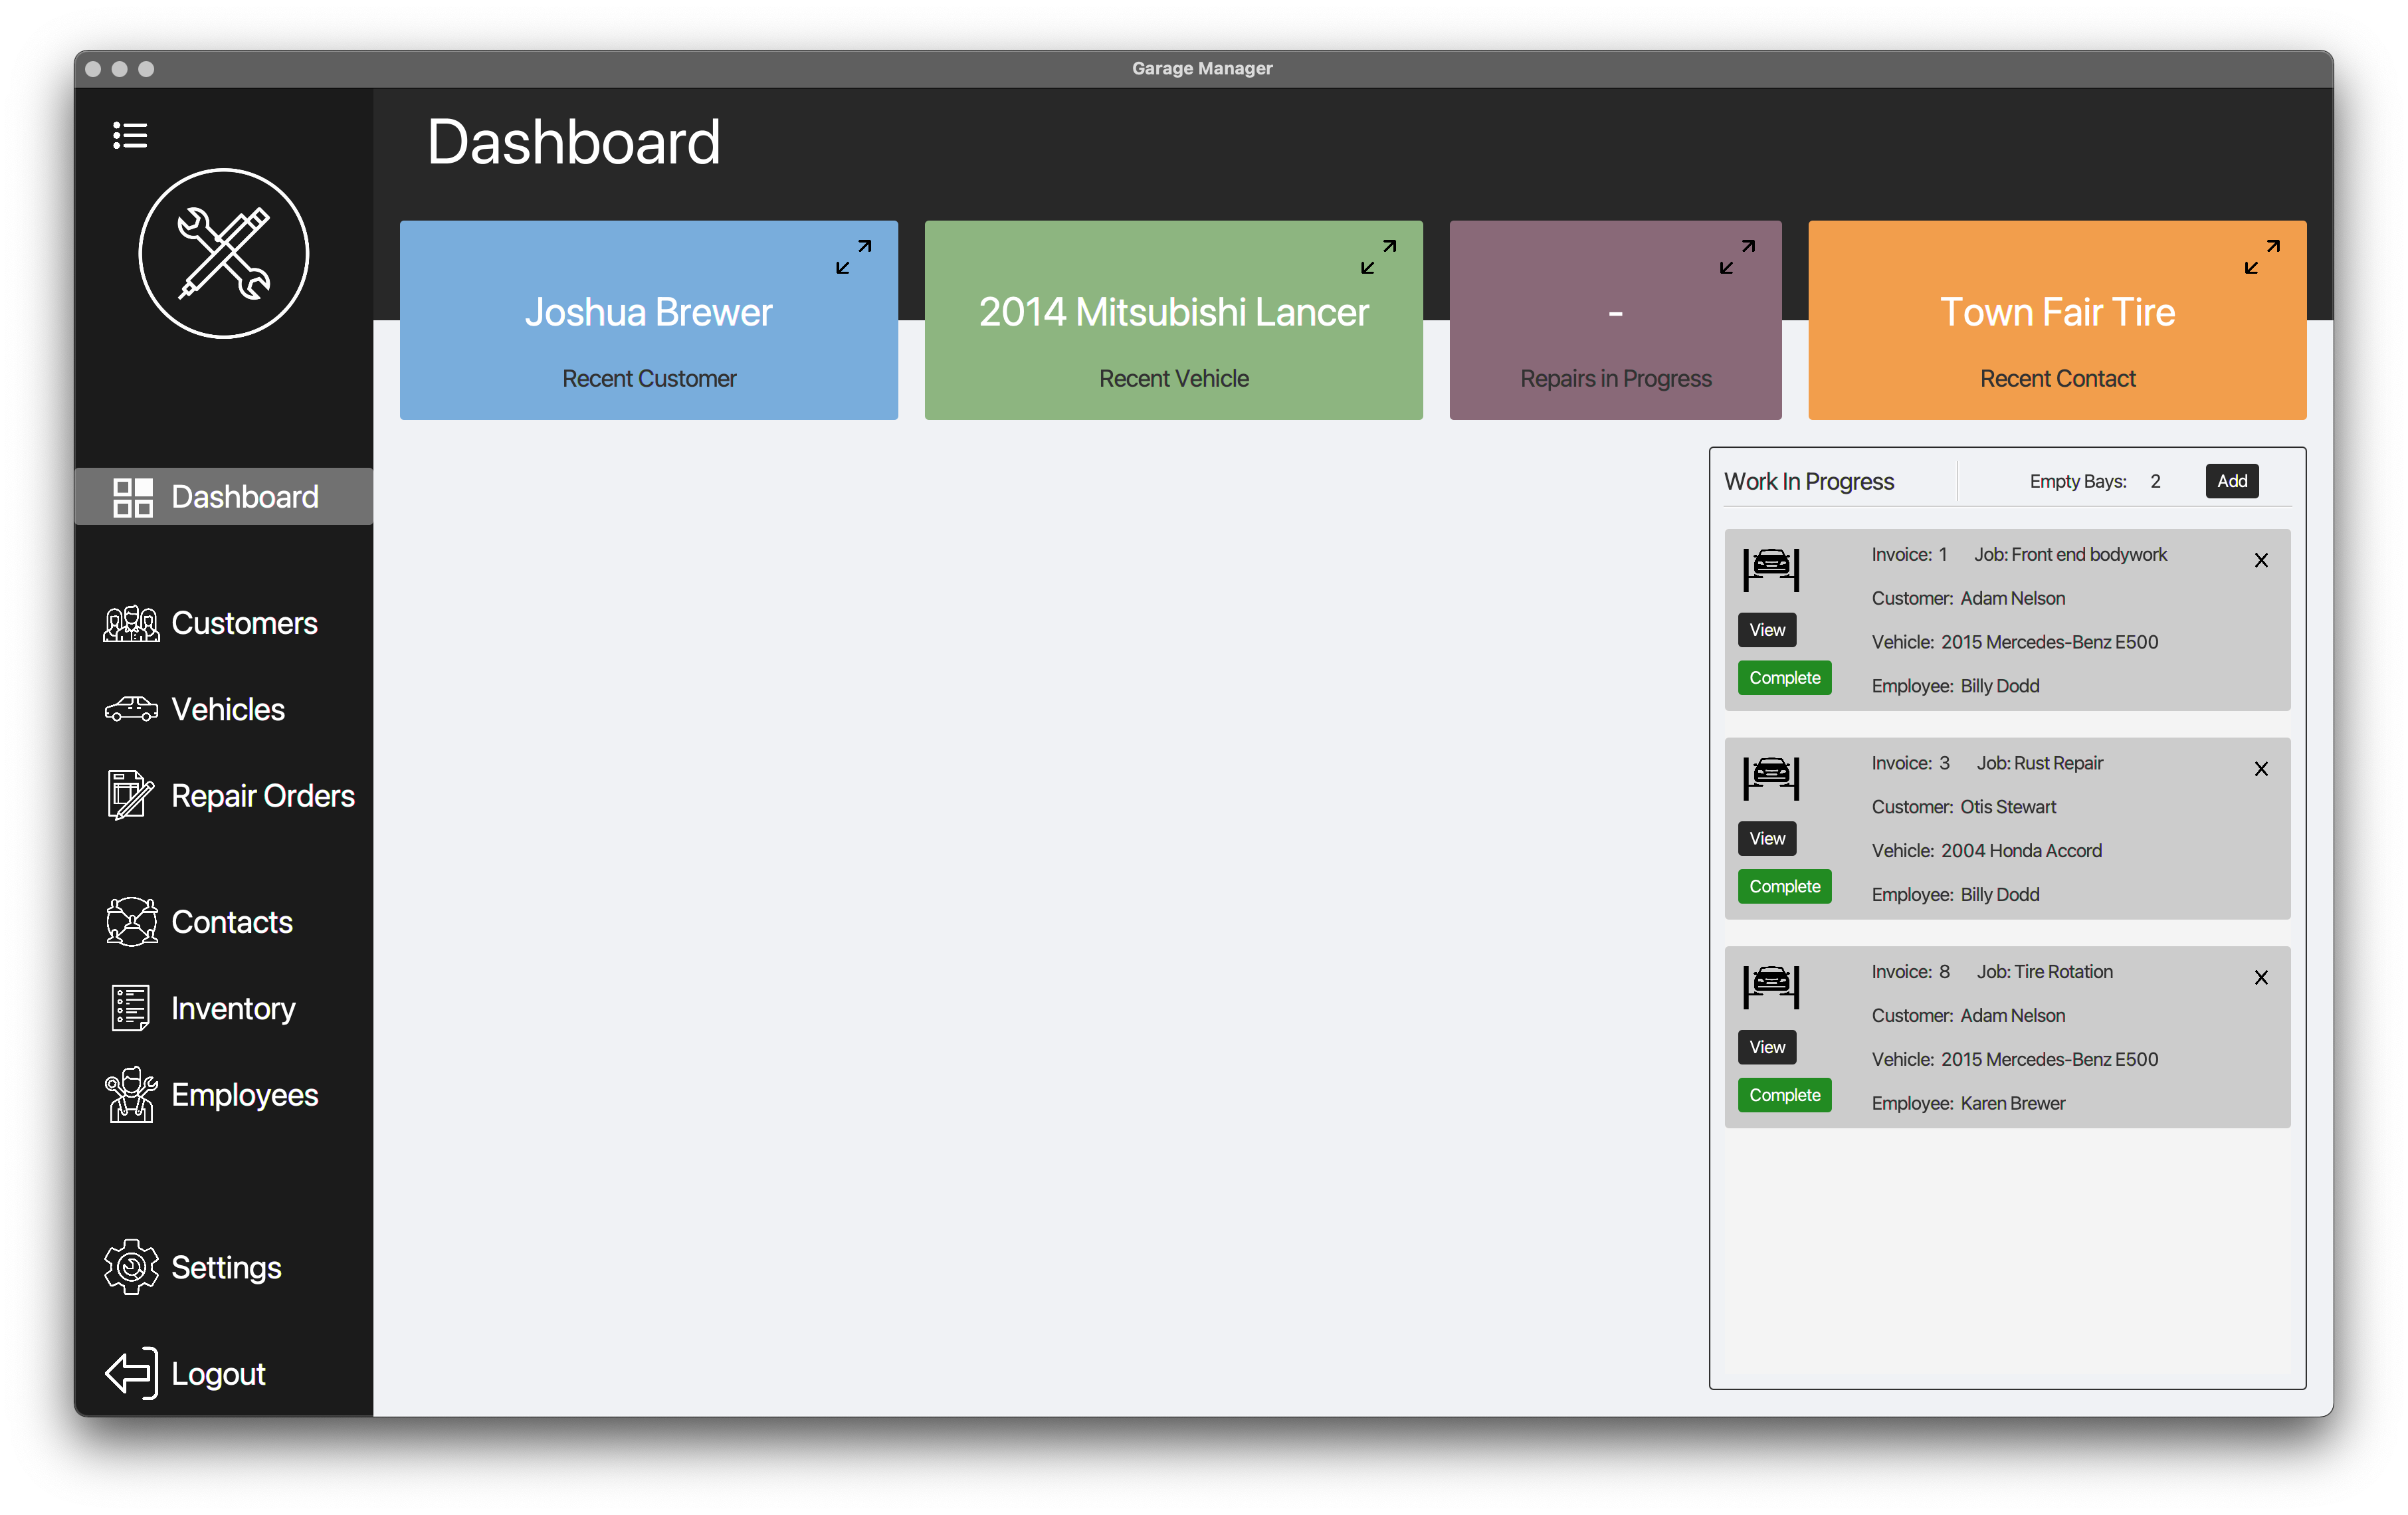 Garage Manager
Dashboard
Joshua Brewer
Recent Customer
2014 Mitsubishi Lancer
Recent Vehicle
-
Repairs in Progress
Town Fair Tire
Recent Contact
Dashboard
Customers
Vehicles
Repair Orders
Contacts
Inventory
Employees
Settings
Logout
Work In Progress Empty Bays: 2 Add
Invoice: 1 Job: Front end bodywork X
Customer: Adam Nelson
View
Vehicle: 2015 Mercedes-Benz E500
Complete
Employee: Billy Dodd
Invoice: 3 Job: Rust Repair X
Customer: Otis Stewart
View
Vehicle: 2004 Honda Accord
Complete
Employee: Billy Dodd
Invoice: 8 Job: Tire Rotation X
Customer: Adam Nelson
View
Vehicle: 2015 Mercedes-Benz E500
Complete
Employee: Karen Brewer